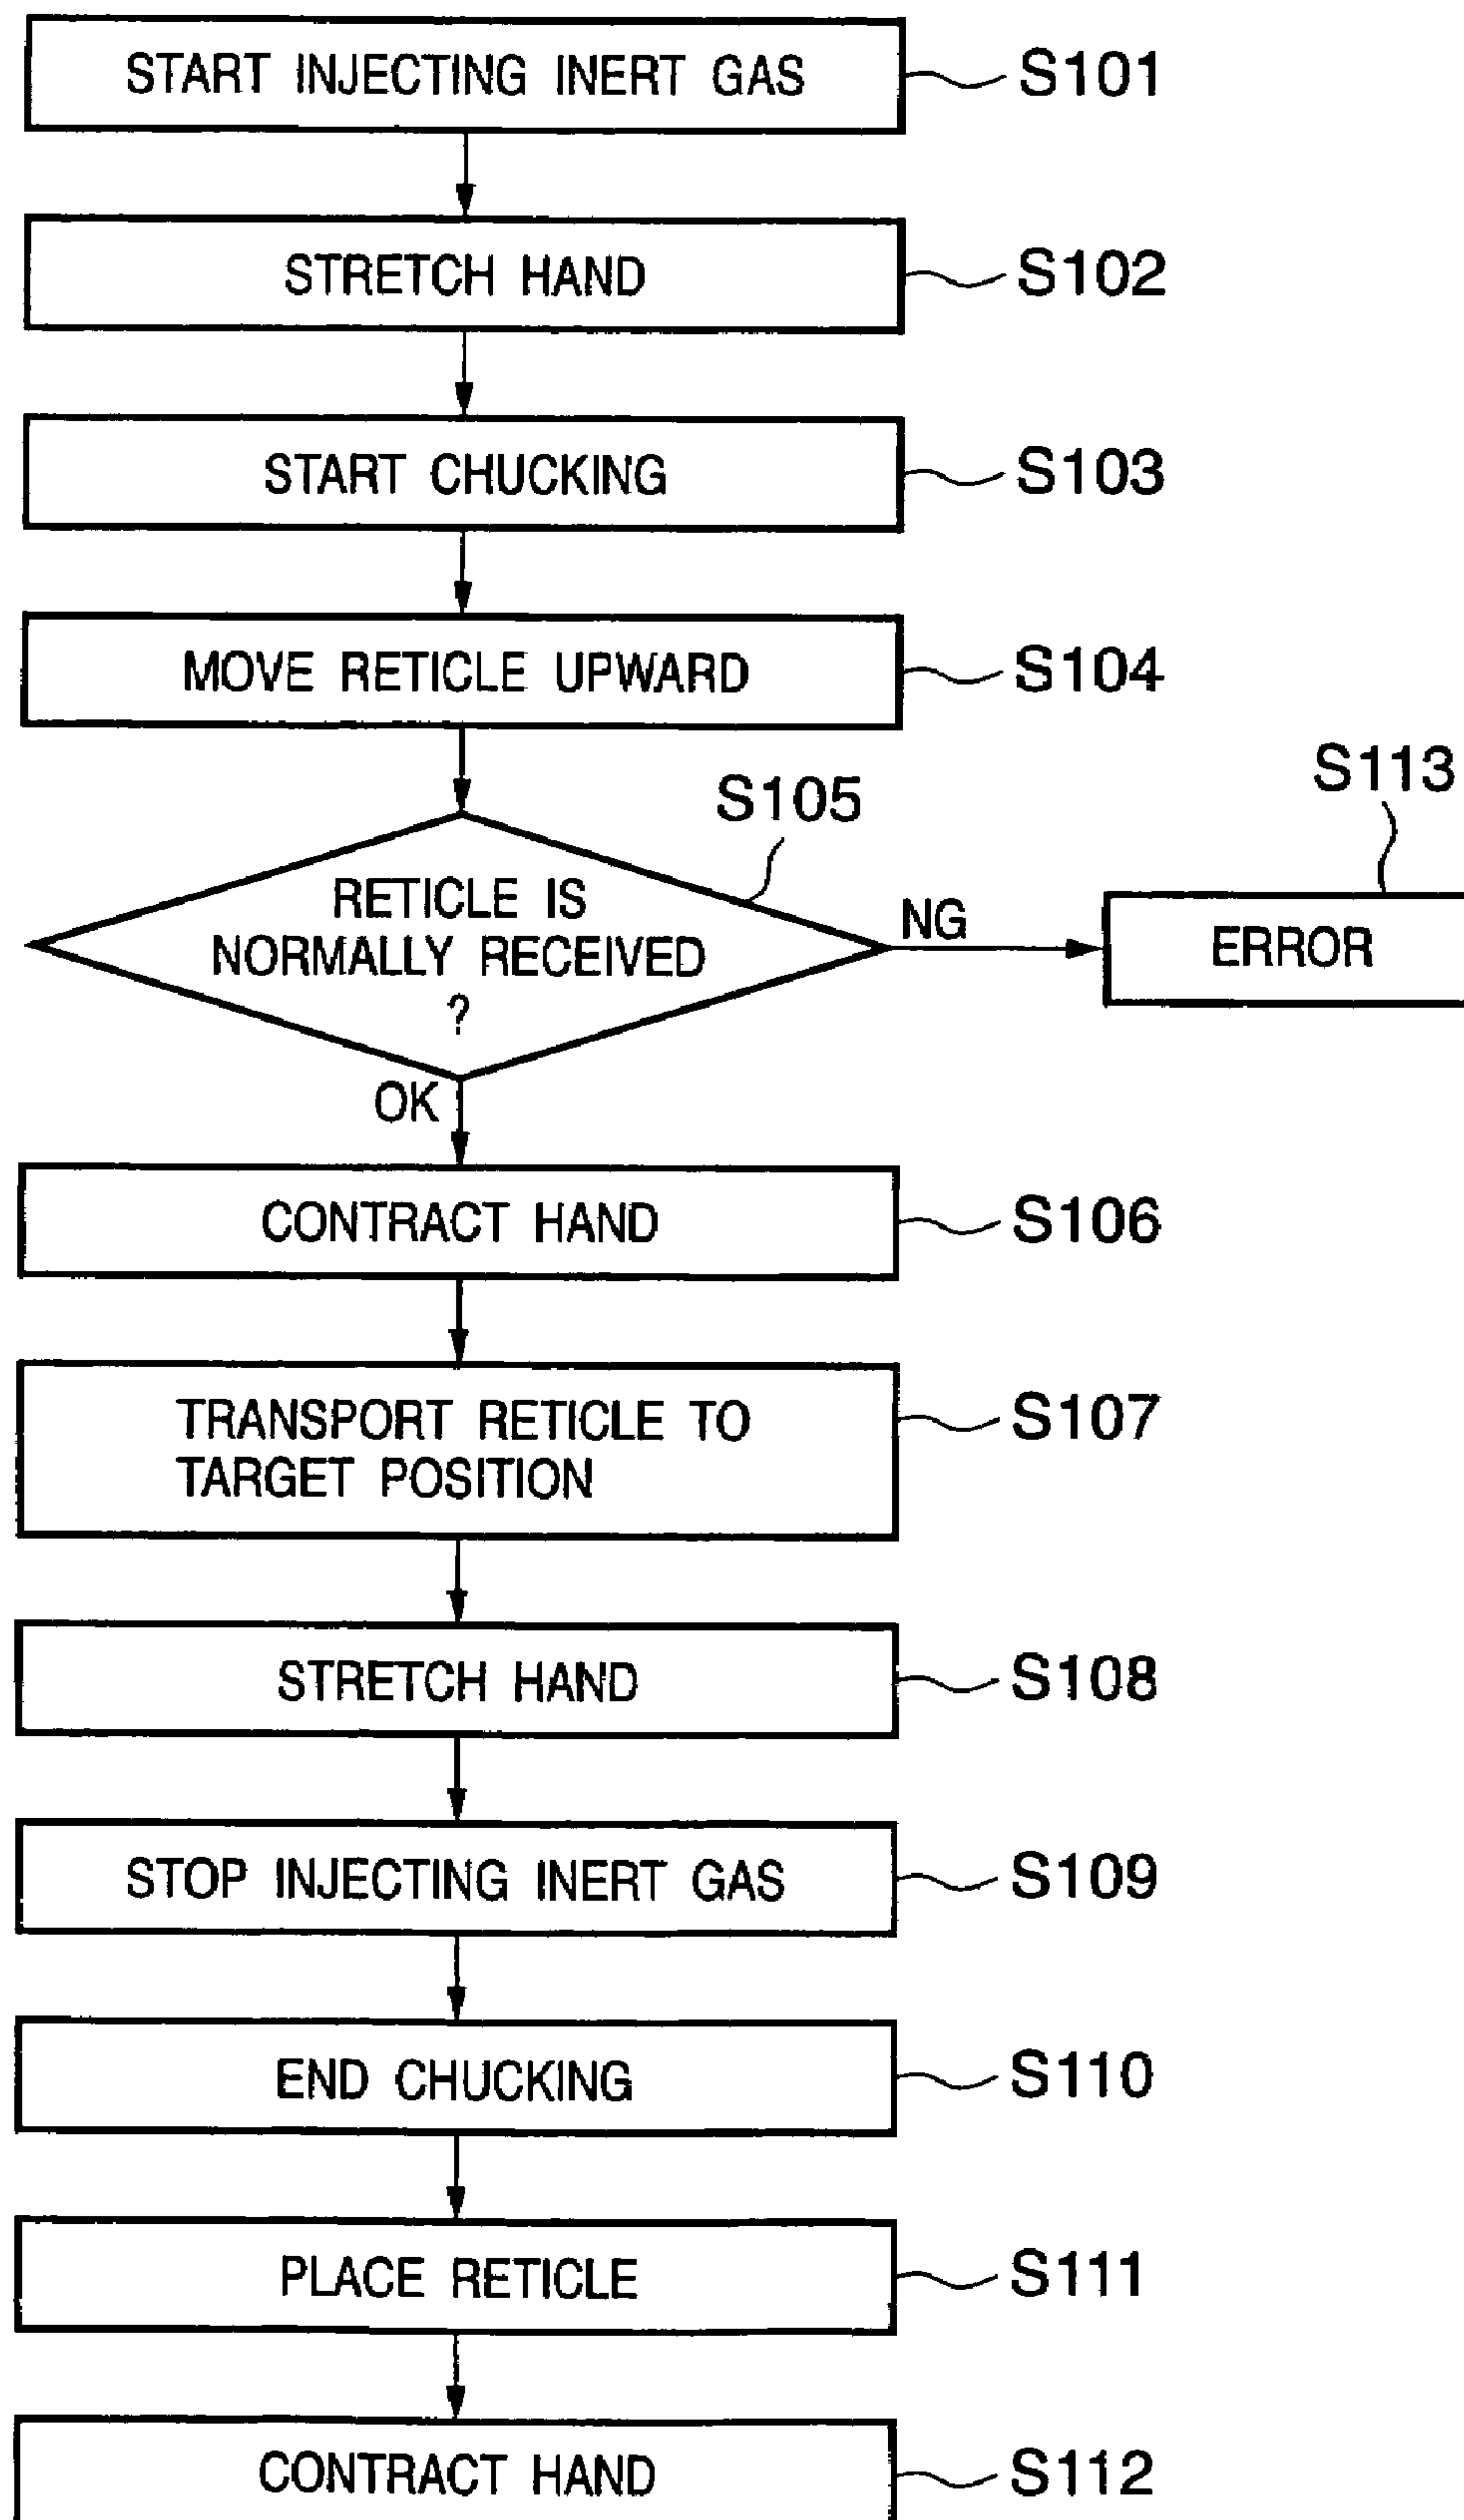 START INJECTING INERT GAS
S101
STRETCH HAND
S102
START CHUCKING
S103
MOVE RETICLE UPWARD
S104
S105
S113
RETICLE IS
NORMALLY RECEIVED
?
NG
ERROR
OK
CONTRACT HAND
S106
TRANSPORT RETICLE TO
TARGET POSITION
S107
STRETCH HAND
S108
STOP INJECTING INERT GAS
S109
END CHUCKING
S110
PLACE RETICLE
S111
CONTRACT HAND
S112